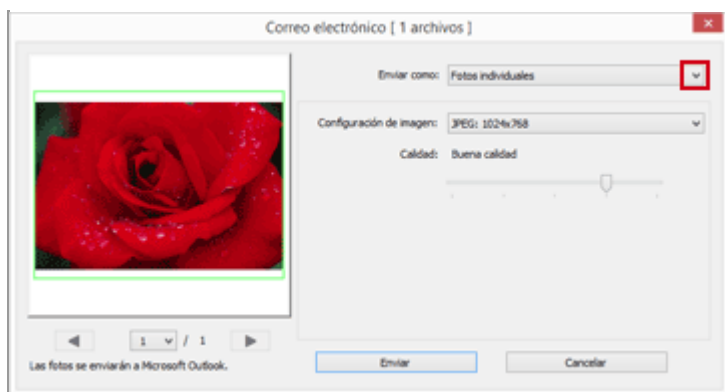 Correo electrónico [ 1 archivos ]
Enviar como: Fotos individuales
Configuración de imagen: JPEG: 1024x768
Calidad: Buena calidad
1 / 1
Las fotos se enviarán a Microsoft Outlook.
Enviar Cancelar